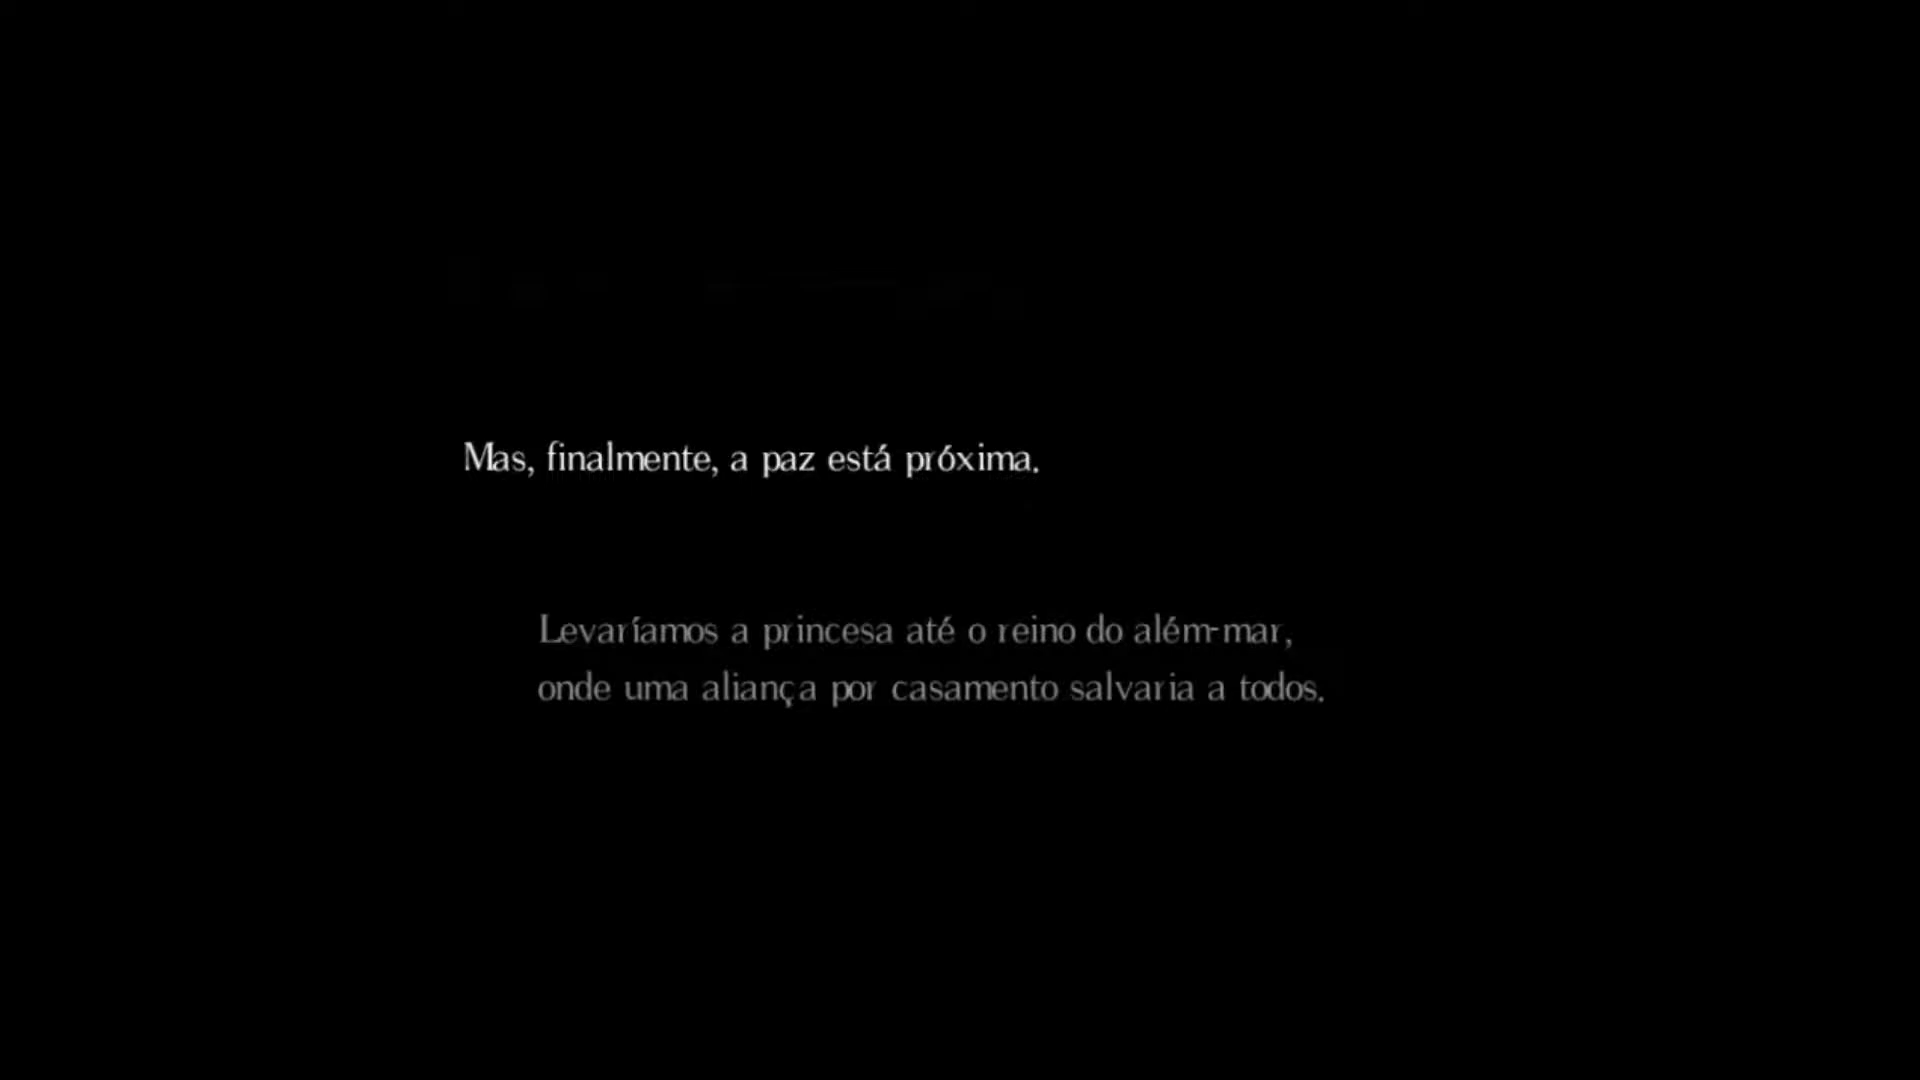 Mas, finalmente, a paz está próxima.
Levaríamos a princesa até o reino do além-mar,
onde uma aliança por casamento salvaria a todos.